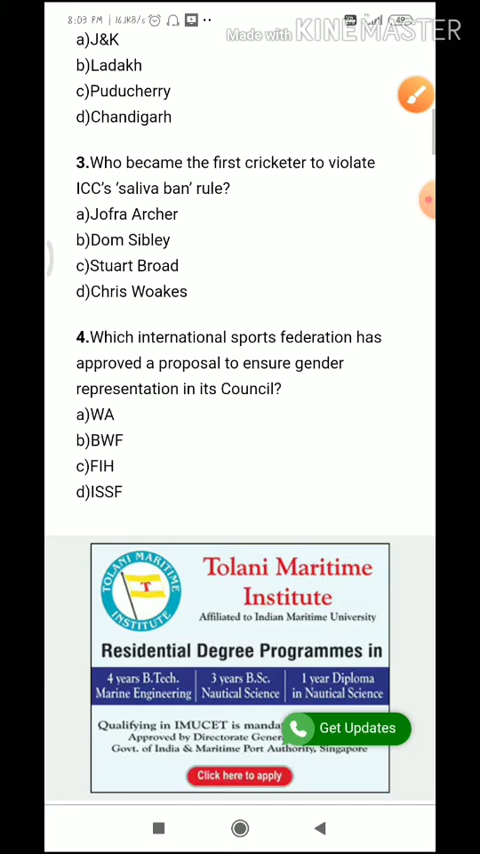 8:03 PM | 16.1KB/s
49
Made with KINEMASTER
a)J&K
b)Ladakh
c)Puducherry
d)Chandigarh
3.Who became the first cricketer to violate
ICC's ‘saliva ban’ rule?
a)Jofra Archer
b)Dom Sibley
c)Stuart Broad
d)Chris Woakes
4.Which international sports federation has
approved a proposal to ensure gender
representation in its Council?
a)WA
b)BWF
c)FIH
d)ISSF
TOLANI MARITIME
INSTITUTE
T
Tolani Maritime
Institute
Affiliated to Indian Maritime University
Residential Degree Programmes in
4 years B.Tech.
Marine Engineering
3 years B.Sc.
Nautical Science
1 year Diploma
in Nautical Science
Qualifying in IMUCET is
Approved by Directorate
Govt. of India & Maritime Port Authority, Singapore
Get Updates
Click here to apply